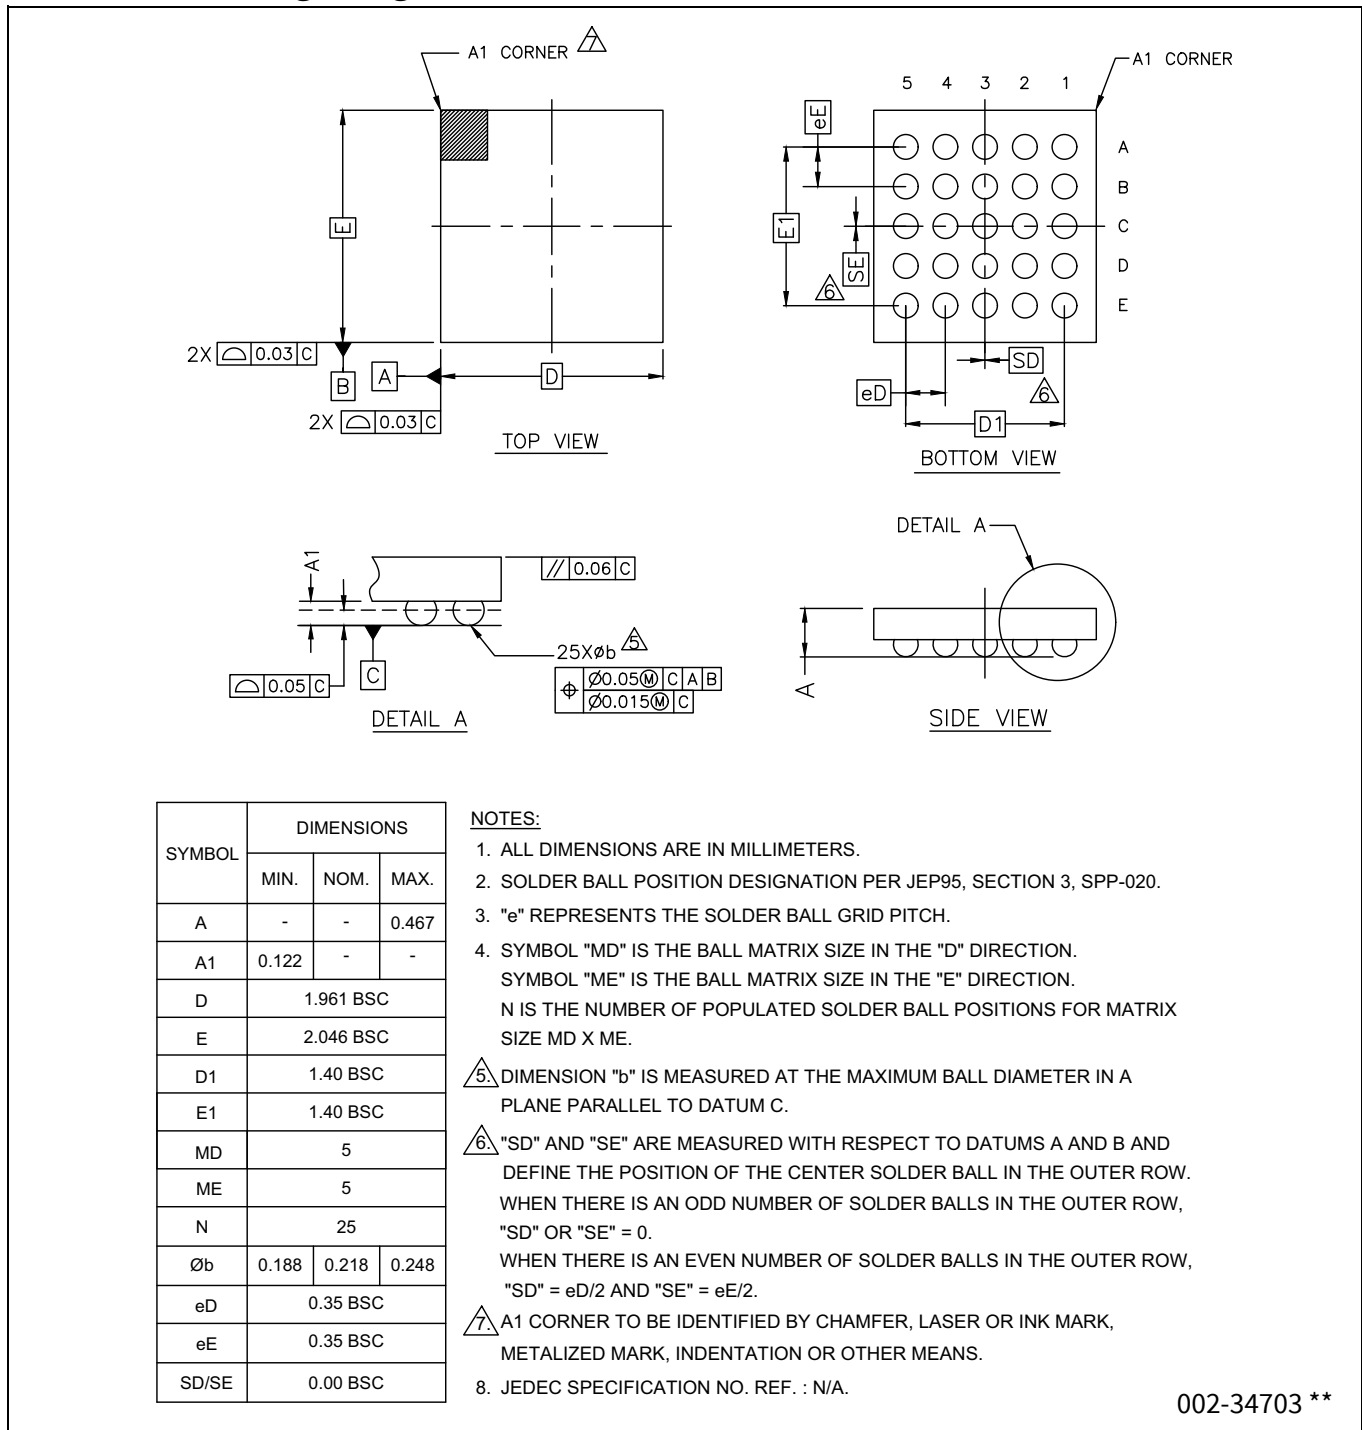 A1 CORNER 7
A1 CORNER
5 4 3 2 1
eE
A
B
E1
C
E
SE
D
6
E
2X 0.03 C
SD
B
A
D
eD
6
2X 0.03 C
D1
TOP VIEW
BOTTOM VIEW
DETAIL A
A1
// 0.06 C
25XØb 5
Ø0.05Ⓜ C A B
0.05 C
C
Ø0.015Ⓜ C
A
DETAIL A
SIDE VIEW
SYMBOL DIMENSIONS
MIN. NOM. MAX.
A - - 0.467
A1 0.122 - -
D 1.961 BSC
E 2.046 BSC
D1 1.40 BSC
E1 1.40 BSC
MD 5
ME 5
N 25
Øb 0.188 0.218 0.248
eD 0.35 BSC
eE 0.35 BSC
SD/SE 0.00 BSC
NOTES:
1. ALL DIMENSIONS ARE IN MILLIMETERS.
2. SOLDER BALL POSITION DESIGNATION PER JEP95, SECTION 3, SPP-020.
3. "e" REPRESENTS THE SOLDER BALL GRID PITCH.
4. SYMBOL "MD" IS THE BALL MATRIX SIZE IN THE "D" DIRECTION.
SYMBOL "ME" IS THE BALL MATRIX SIZE IN THE "E" DIRECTION.
N IS THE NUMBER OF POPULATED SOLDER BALL POSITIONS FOR MATRIX
SIZE MD X ME.
5. DIMENSION "b" IS MEASURED AT THE MAXIMUM BALL DIAMETER IN A
PLANE PARALLEL TO DATUM C.
6. "SD" AND "SE" ARE MEASURED WITH RESPECT TO DATUMS A AND B AND
DEFINE THE POSITION OF THE CENTER SOLDER BALL IN THE OUTER ROW.
WHEN THERE IS AN ODD NUMBER OF SOLDER BALLS IN THE OUTER ROW,
"SD" OR "SE" = 0.
WHEN THERE IS AN EVEN NUMBER OF SOLDER BALLS IN THE OUTER ROW,
"SD" = eD/2 AND "SE" = eE/2.
7. A1 CORNER TO BE IDENTIFIED BY CHAMFER, LASER OR INK MARK,
METALIZED MARK, INDENTATION OR OTHER MEANS.
8. JEDEC SPECIFICATION NO. REF. : N/A.
002-34703 **